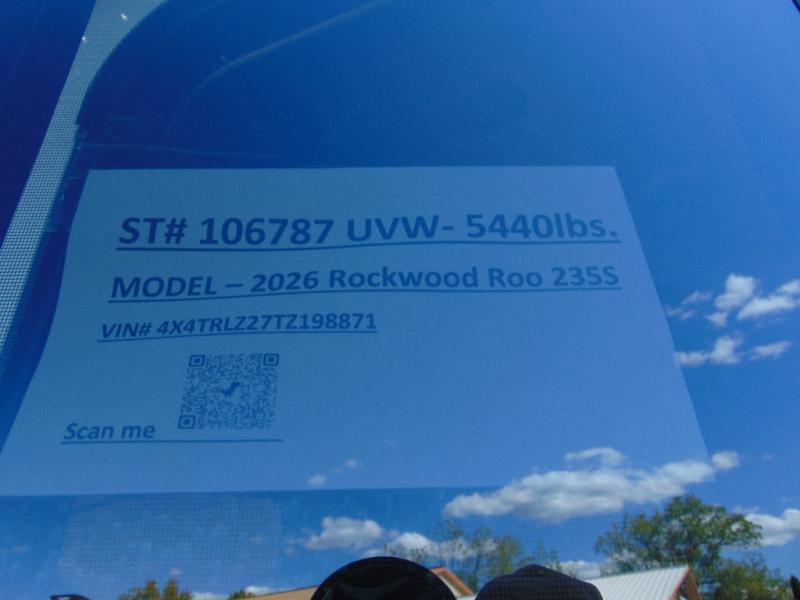 ST# 106787 UVW- 5440lbs.
MODEL – 2026 Rockwood Roo 235S
VIN# 4X4TRLZ27TZ198871
Scan me